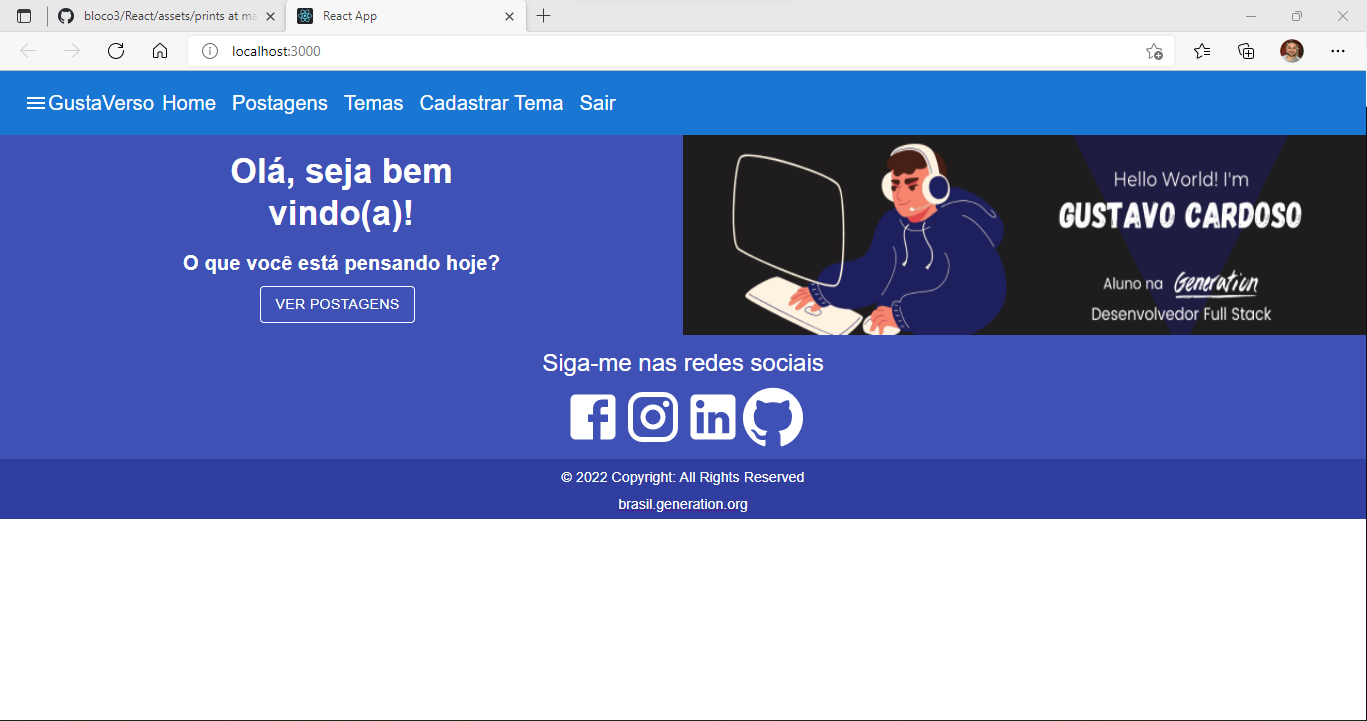 bloco3/React/assets/prints at ma
React App
localhost:3000
GustaVerso Home Postagens Temas Cadastrar Tema Sair
Olá, seja bem
vindo(a)!
O que você está pensando hoje?
VER POSTAGENS
Hello World! I'm
GUSTAVO CARDOSO
Aluno na Generation
Desenvolvedor Full Stack
Siga-me nas redes sociais
© 2022 Copyright: All Rights Reserved
brasil.generation.org